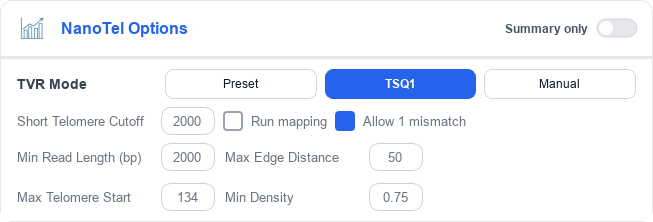 NanoTel Options Summary only
TVR Mode Preset TSQ1 Manual
Short Telomere Cutoff 2000 Run mapping Allow 1 mismatch
Min Read Length (bp) 2000 Max Edge Distance 50
Max Telomere Start 134 Min Density 0.75